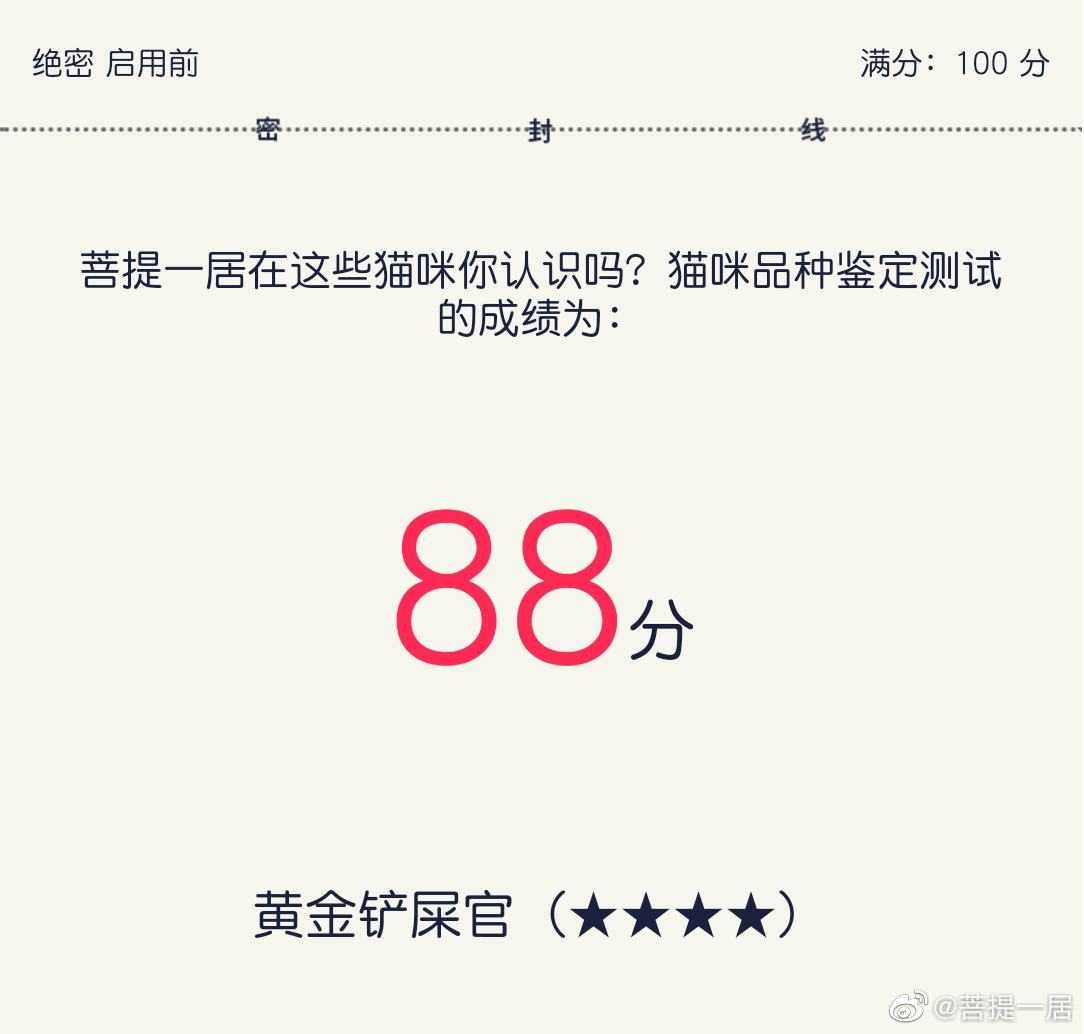 绝密 启用前
满分：100 分
密 封 线
菩提一居在这些猫咪你认识吗？猫咪品种鉴定测试
的成绩为：
88分
黄金铲屎官（★★★★）
@菩提一居